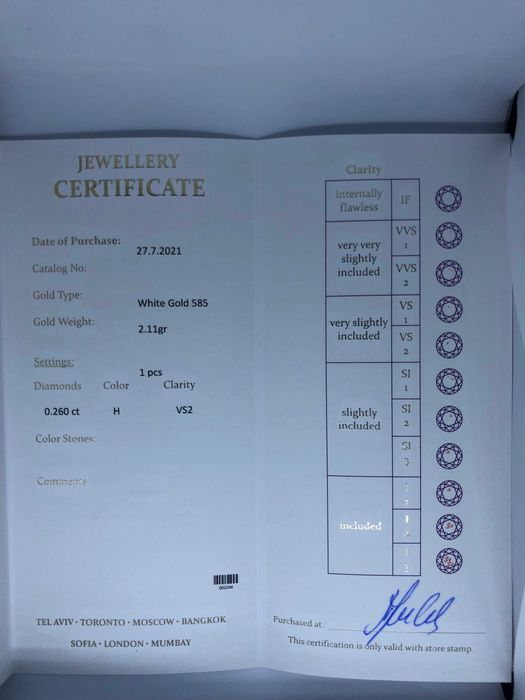 JEWELLERY
CERTIFICATE
Date of Purchase: 27.7.2021
Catalog No:
Gold Type: White Gold 585
Gold Weight: 2.11gr
Settings: 1 pcs
Diamonds Color Clarity
0.260 ct H VS2
Color Stones:
Comments
001504
TEL AVIV · TORONTO · MOSCOW · BANGKOK
SOFIA · LONDON · MUMBAY
Clarity
internally
flawless
IF
very very
slightly
included
VVS
1
VVS
2
very slightly
included
VS
1
VS
2
slightly
included
SI
1
SI
2
SI
3
included
I
1
I
2
I
3
Purchased at:
This certification is only valid with store stamp.